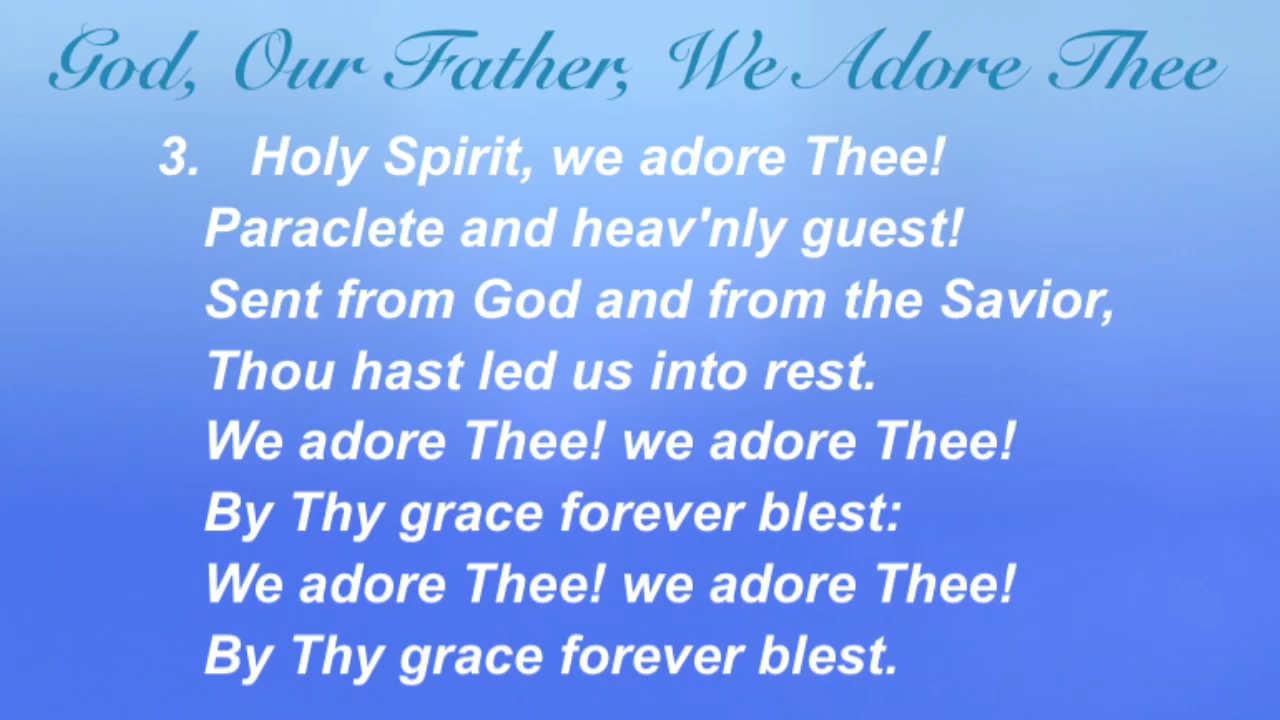 God, Our Father, We Adore Thee
3. Holy Spirit, we adore Thee!
Paraclete and heav'nly guest!
Sent from God and from the Savior,
Thou hast led us into rest.
We adore Thee! we adore Thee!
By Thy grace forever blest:
We adore Thee! we adore Thee!
By Thy grace forever blest.